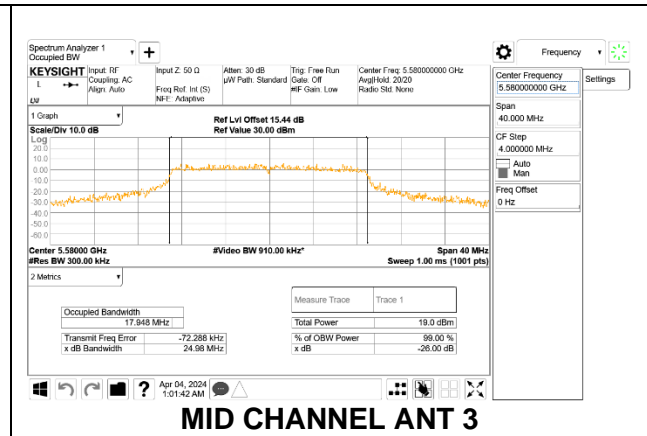 Spectrum Analyzer 1
Occupied BW
Frequency
KEYSIGHT
Input: RF
Coupling: AC
Align: Auto
Input Z: 50 Ω
Freq Ref: Int (S)
NFE: Adaptive
Atten: 30 dB
µW Path: Standard
Trig: Free Run
Gate: Off
#IF Gain: Low
Center Freq: 5.580000000 GHz
Avg|Hold: 20/20
Radio Std: None
L
Center Frequency
5.580000000 GHz
Settings
Span
40.000 MHz
CF Step
4.000000 MHz
Auto
Man
Freq Offset
0 Hz
1 Graph
Scale/Div 10.0 dB
Ref Lvl Offset 15.44 dB
Ref Value 30.00 dBm
Log
20.0
10.0
0.00
-10.0
-20.0
-30.0
-40.0
-50.0
-60.0
Center 5.58000 GHz
#Res BW 300.00 kHz
#Video BW 910.00 kHz*
Span 40 MHz
Sweep 1.00 ms (1001 pts)
2 Metrics
Measure Trace Trace 1
Occupied Bandwidth
17.948 MHz
Total Power 19.0 dBm
Transmit Freq Error -72.288 kHz
% of OBW Power 99.00 %
x dB Bandwidth 24.98 MHz
x dB -26.00 dB
?
Apr 04, 2024
1:01:42 AM
MID CHANNEL ANT 3